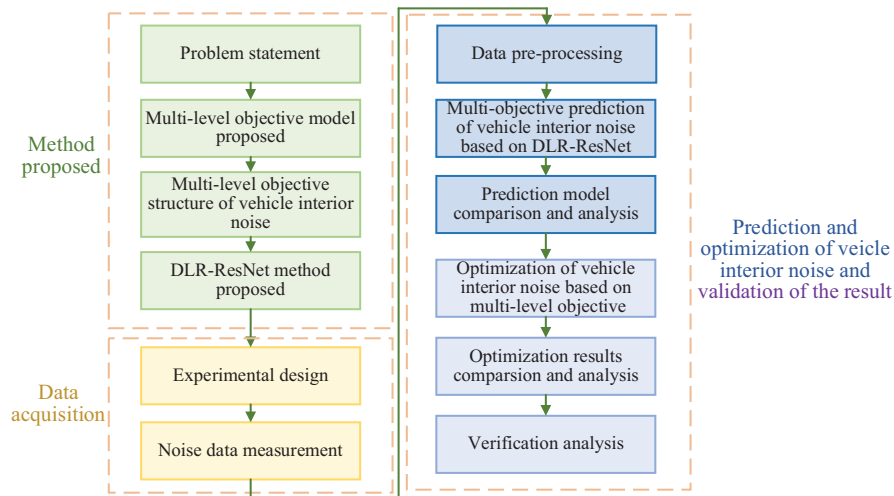 Method
proposed
Problem statement
Multi-level objective model
proposed
Multi-level objective
structure of vehicle interior
noise
DLR-ResNet method
proposed
Data
acquisition
Experimental design
Noise data measurement
Data pre-processing
Multi-objective prediction
of vehicle interior noise
based on DLR-ResNet
Prediction model
comparison and analysis
Optimization of vehicle
interior noise based on
multi-level objective
Optimization results
comparsion and analysis
Verification analysis
Prediction and
optimization of veicle
interior noise and
validation of the result